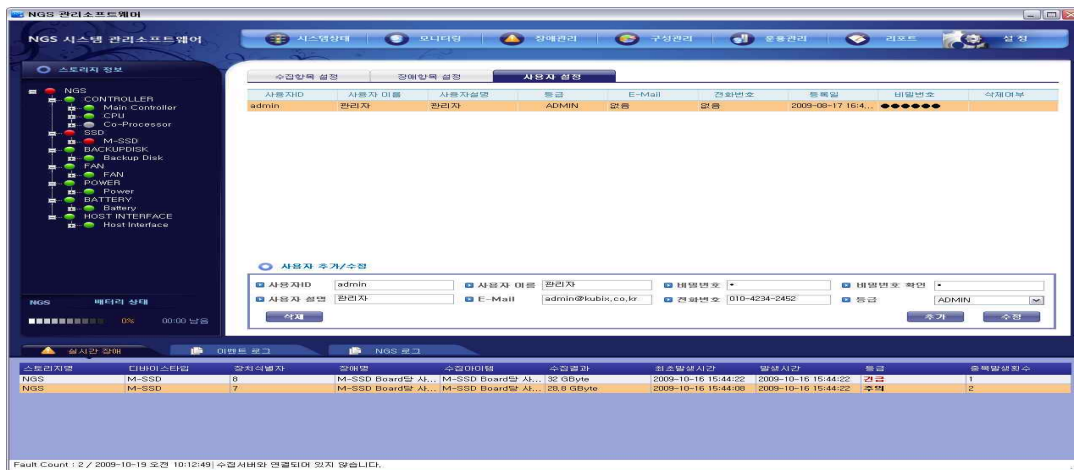 NGS 관리소프트웨어
NGS 시스템 관리소프트웨어
시스템상태 모니터링 장애관리 구성관리 운용관리 리포트 설 정
스토리지 정보
NGS
CONTROLLER
Main Controller
CPU
Co-Processor
SSD
M-SSD
BACKUPDISK
Backup Disk
FAN
FAN
POWER
Power
BATTERY
Battery
HOST INTERFACE
Host Interface
NGS 배터리 상태
0% 00:00 남음
수집항목 설정 장애항목 설정 사용자 설정
사용자ID 사용자 이름 사용자설명 등급 E-Mail 전화번호 등록일 비밀번호 삭제여부
admin 관리자 관리자 ADMIN 없음 없음 2009-08-17 16:4... ●●●●●●
사용자 추가/수정
사용자ID admin 사용자 이름 관리자 비밀번호 • 비밀번호 확인 •
사용자 설명 관리자 E-Mail admin@kubix.co.kr 전화번호 010-4234-2452 등급 ADMIN
삭제 추가 수정
실시간 장애 이벤트 로그 NGS 로그
스토리지명 디바이스타입 장치식별자 장애명 수집아이템 수집결과 최초발생시간 발생시간 등급 중복발생횟수
NGS M-SSD 8 M-SSD Board당 사... M-SSD Board당 사... 32 GByte 2009-10-16 15:44:22 2009-10-16 15:44:22 긴급 1
NGS M-SSD 7 M-SSD Board당 사... M-SSD Board당 사... 28.8 GByte 2009-10-16 15:44:08 2009-10-16 15:44:22 주의 2
Fault Count : 2 / 2009-10-19 오전 10:12:49| 수집서버와 연결되어 있지 않습니다.